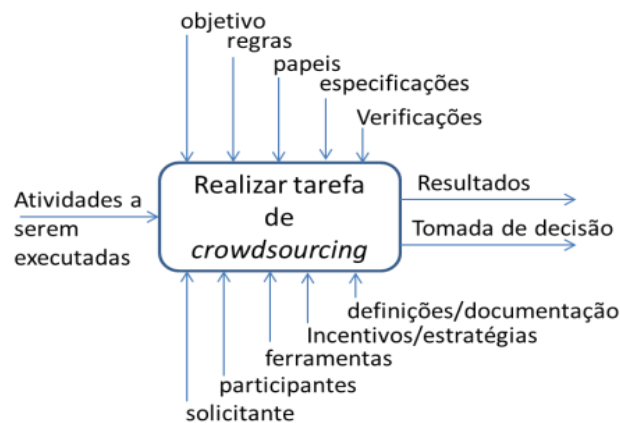 objetivo
regras
papeis
especificações
Verificações
Realizar tarefa
de
crowdsourcing
Atividades a
serem
executadas
Resultados
Tomada de decisão
definições/documentação
Incentivos/estratégias
ferramentas
participantes
solicitante